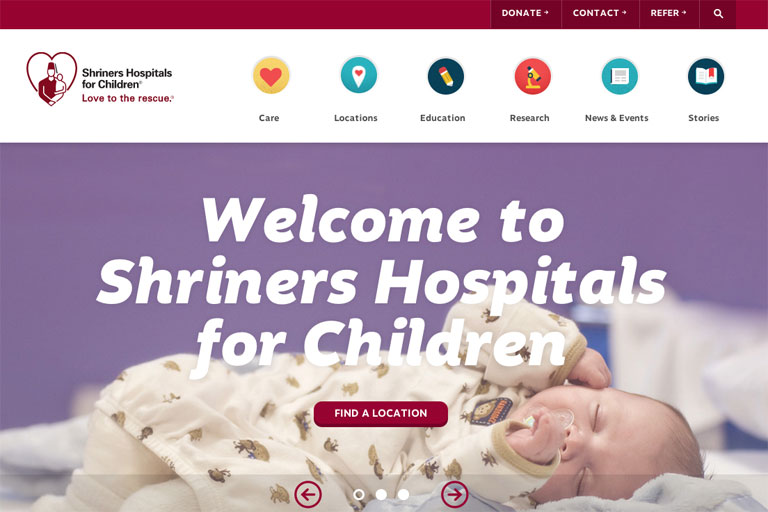 DONATE
CONTACT
REFER
Shriners Hospitals
for Children®
Love to the rescue.®
Care
Locations
Education
Research
News & Events
Stories
Welcome to
Shriners Hospitals
for Children
FIND A LOCATION